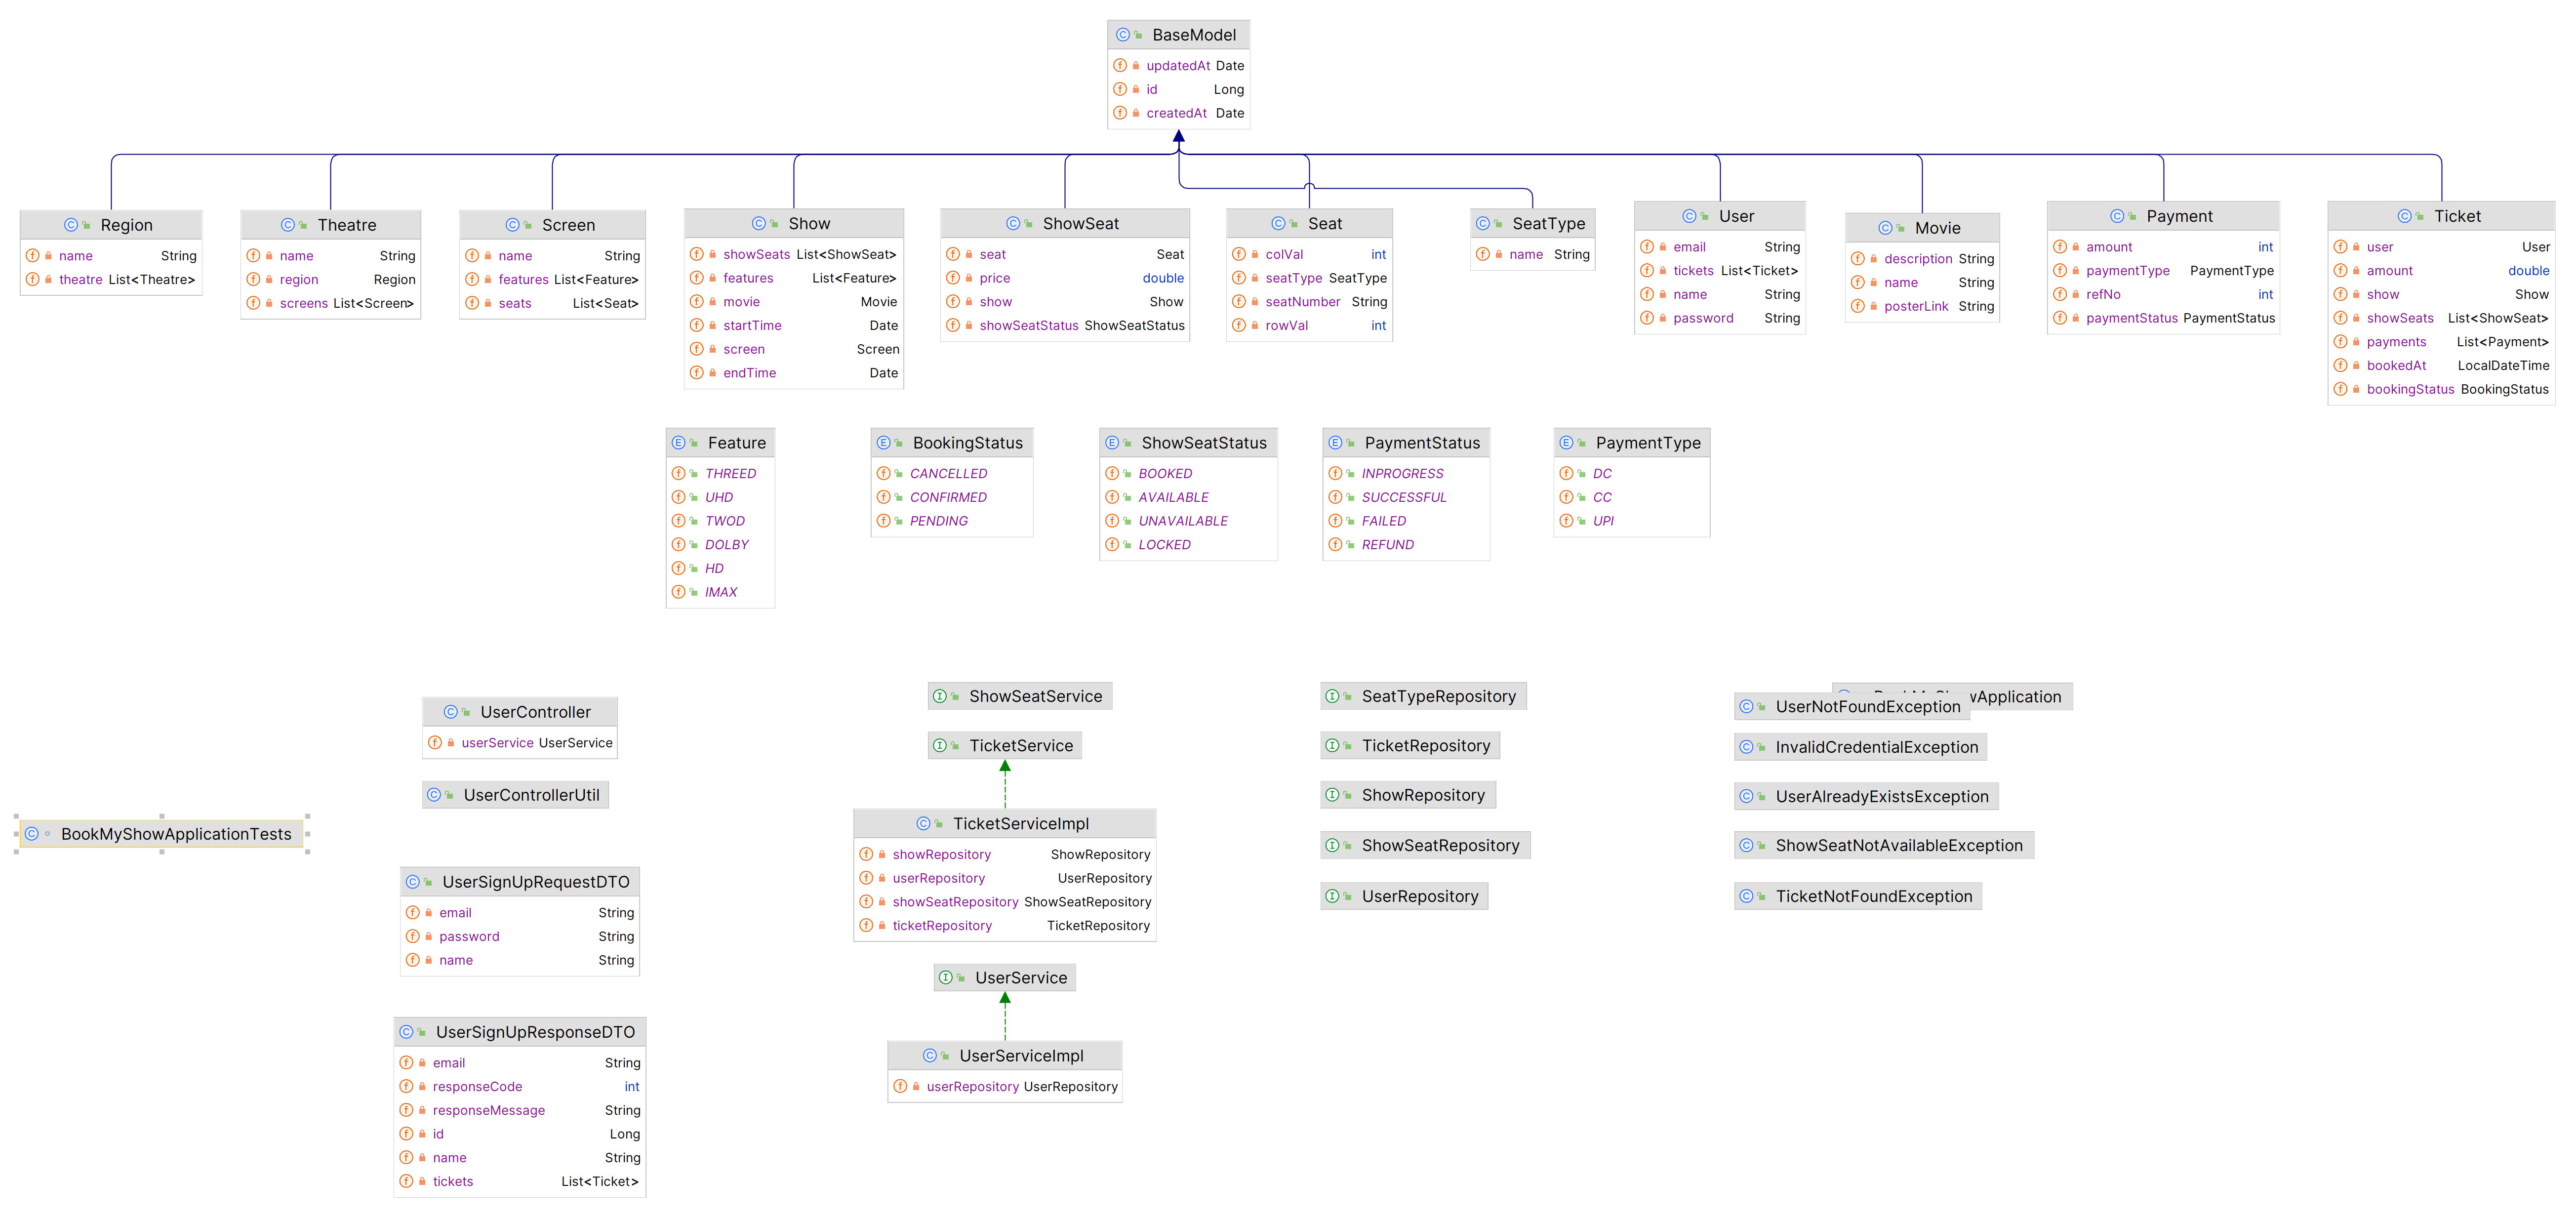 BaseModel
updatedAt Date
id Long
createdAt Date
Region
name String
theatre List<Theatre>
Theatre
name String
region Region
screens List<Screen>
Screen
name String
features List<Feature>
seats List<Seat>
Show
showSeats List<ShowSeat>
features List<Feature>
movie Movie
startTime Date
screen Screen
endTime Date
ShowSeat
seat Seat
price double
show Show
showSeatStatus ShowSeatStatus
Seat
colVal int
seatType SeatType
seatNumber String
rowVal int
SeatType
name String
User
email String
tickets List<Ticket>
name String
password String
Movie
description String
name String
posterLink String
Payment
amount int
paymentType PaymentType
refNo int
paymentStatus PaymentStatus
Ticket
user User
amount double
show Show
showSeats List<ShowSeat>
payments List<Payment>
bookedAt LocalDateTime
bookingStatus BookingStatus
Feature
THREED
UHD
TWOD
DOLBY
HD
IMAX
BookingStatus
CANCELLED
CONFIRMED
PENDING
ShowSeatStatus
BOOKED
AVAILABLE
UNAVAILABLE
LOCKED
PaymentStatus
INPROGRESS
SUCCESSFUL
FAILED
REFUND
PaymentType
DC
CC
UPI
BookMyShowApplicationTests
UserController
userService UserService
UserControllerUtil
UserSignUpRequestDTO
email String
password String
name String
UserSignUpResponseDTO
email String
responseCode int
responseMessage String
id Long
name String
tickets List<Ticket>
ShowSeatService
TicketService
TicketServiceImpl
showRepository ShowRepository
userRepository UserRepository
showSeatRepository ShowSeatRepository
ticketRepository TicketRepository
UserService
UserServiceImpl
userRepository UserRepository
SeatTypeRepository
TicketRepository
ShowRepository
ShowSeatRepository
UserRepository
UserNotFoundException
InvalidCredentialException
UserAlreadyExistsException
ShowSeatNotAvailableException
TicketNotFoundException